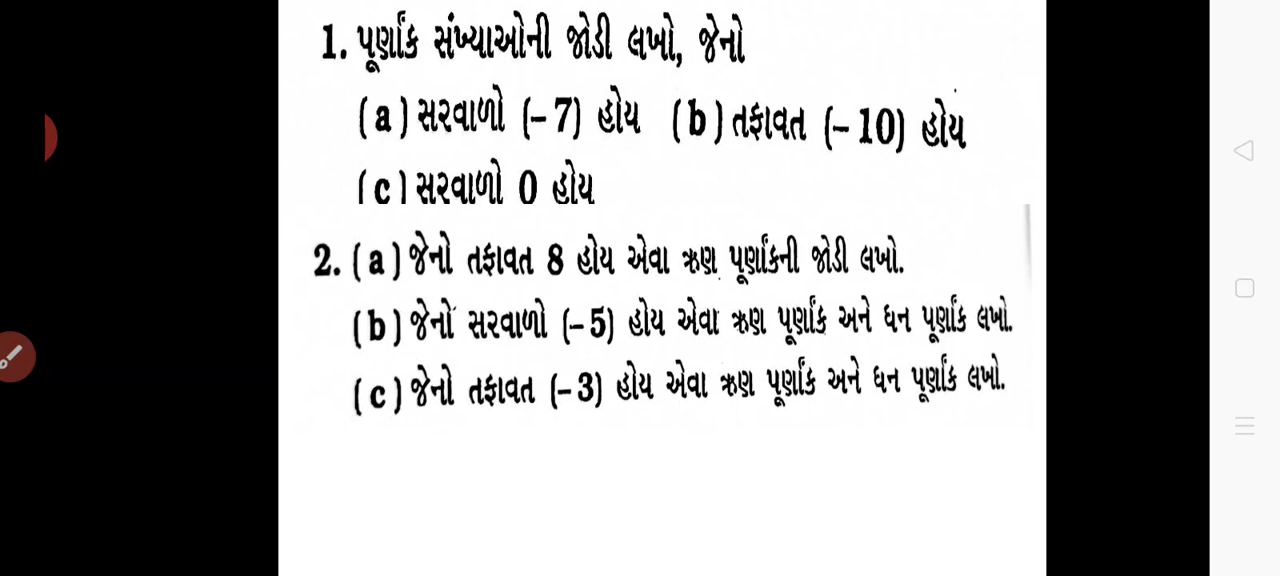 1. પૂર્ણાંક સંખ્યાઓની જોડી લખો, જેનો
(a) સરવાળો (–7) હોય (b) તફાવત (–10) હોય
(c) સરવાળો 0 હોય
2. (a) જેનો તફાવત 8 હોય એવા ઋણ પૂર્ણાંકની જોડી લખો.
(b) જેનો સરવાળો (–5) હોય એવા ઋણ પૂર્ણાંક અને ધન પૂર્ણાંક લખો.
(c) જેનો તફાવત (–3) હોય એવા ઋણ પૂર્ણાંક અને ધન પૂર્ણાંક લખો.